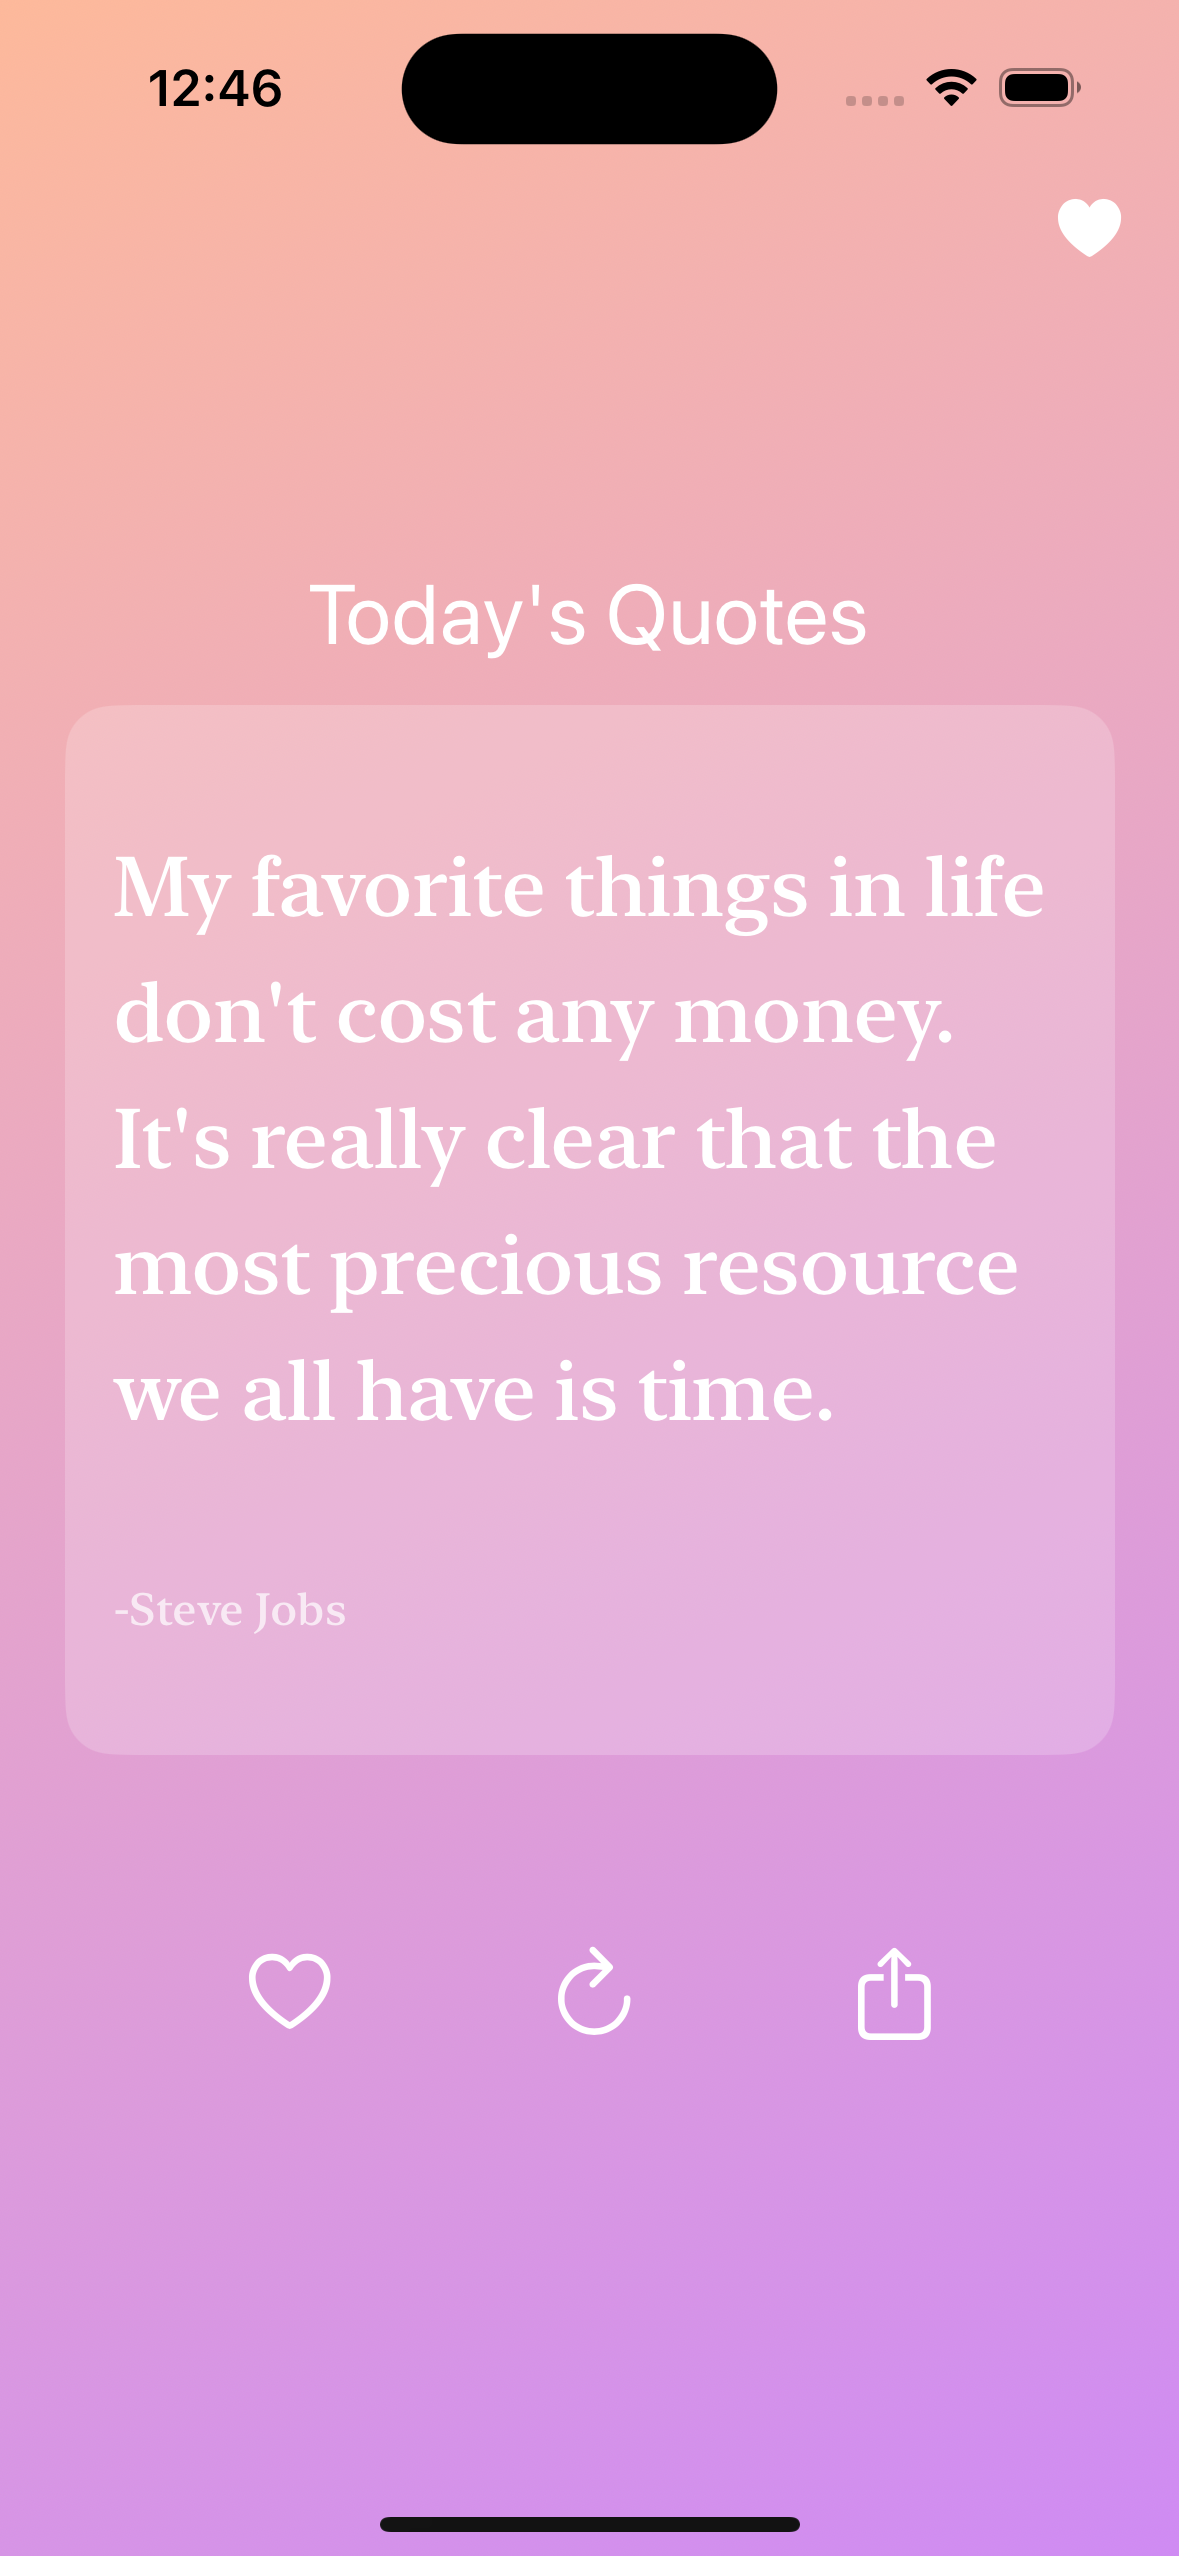 12:46
Today's Quotes
My favorite things in life
don't cost any money.
It's really clear that the
most precious resource
we all have is time.
-Steve Jobs